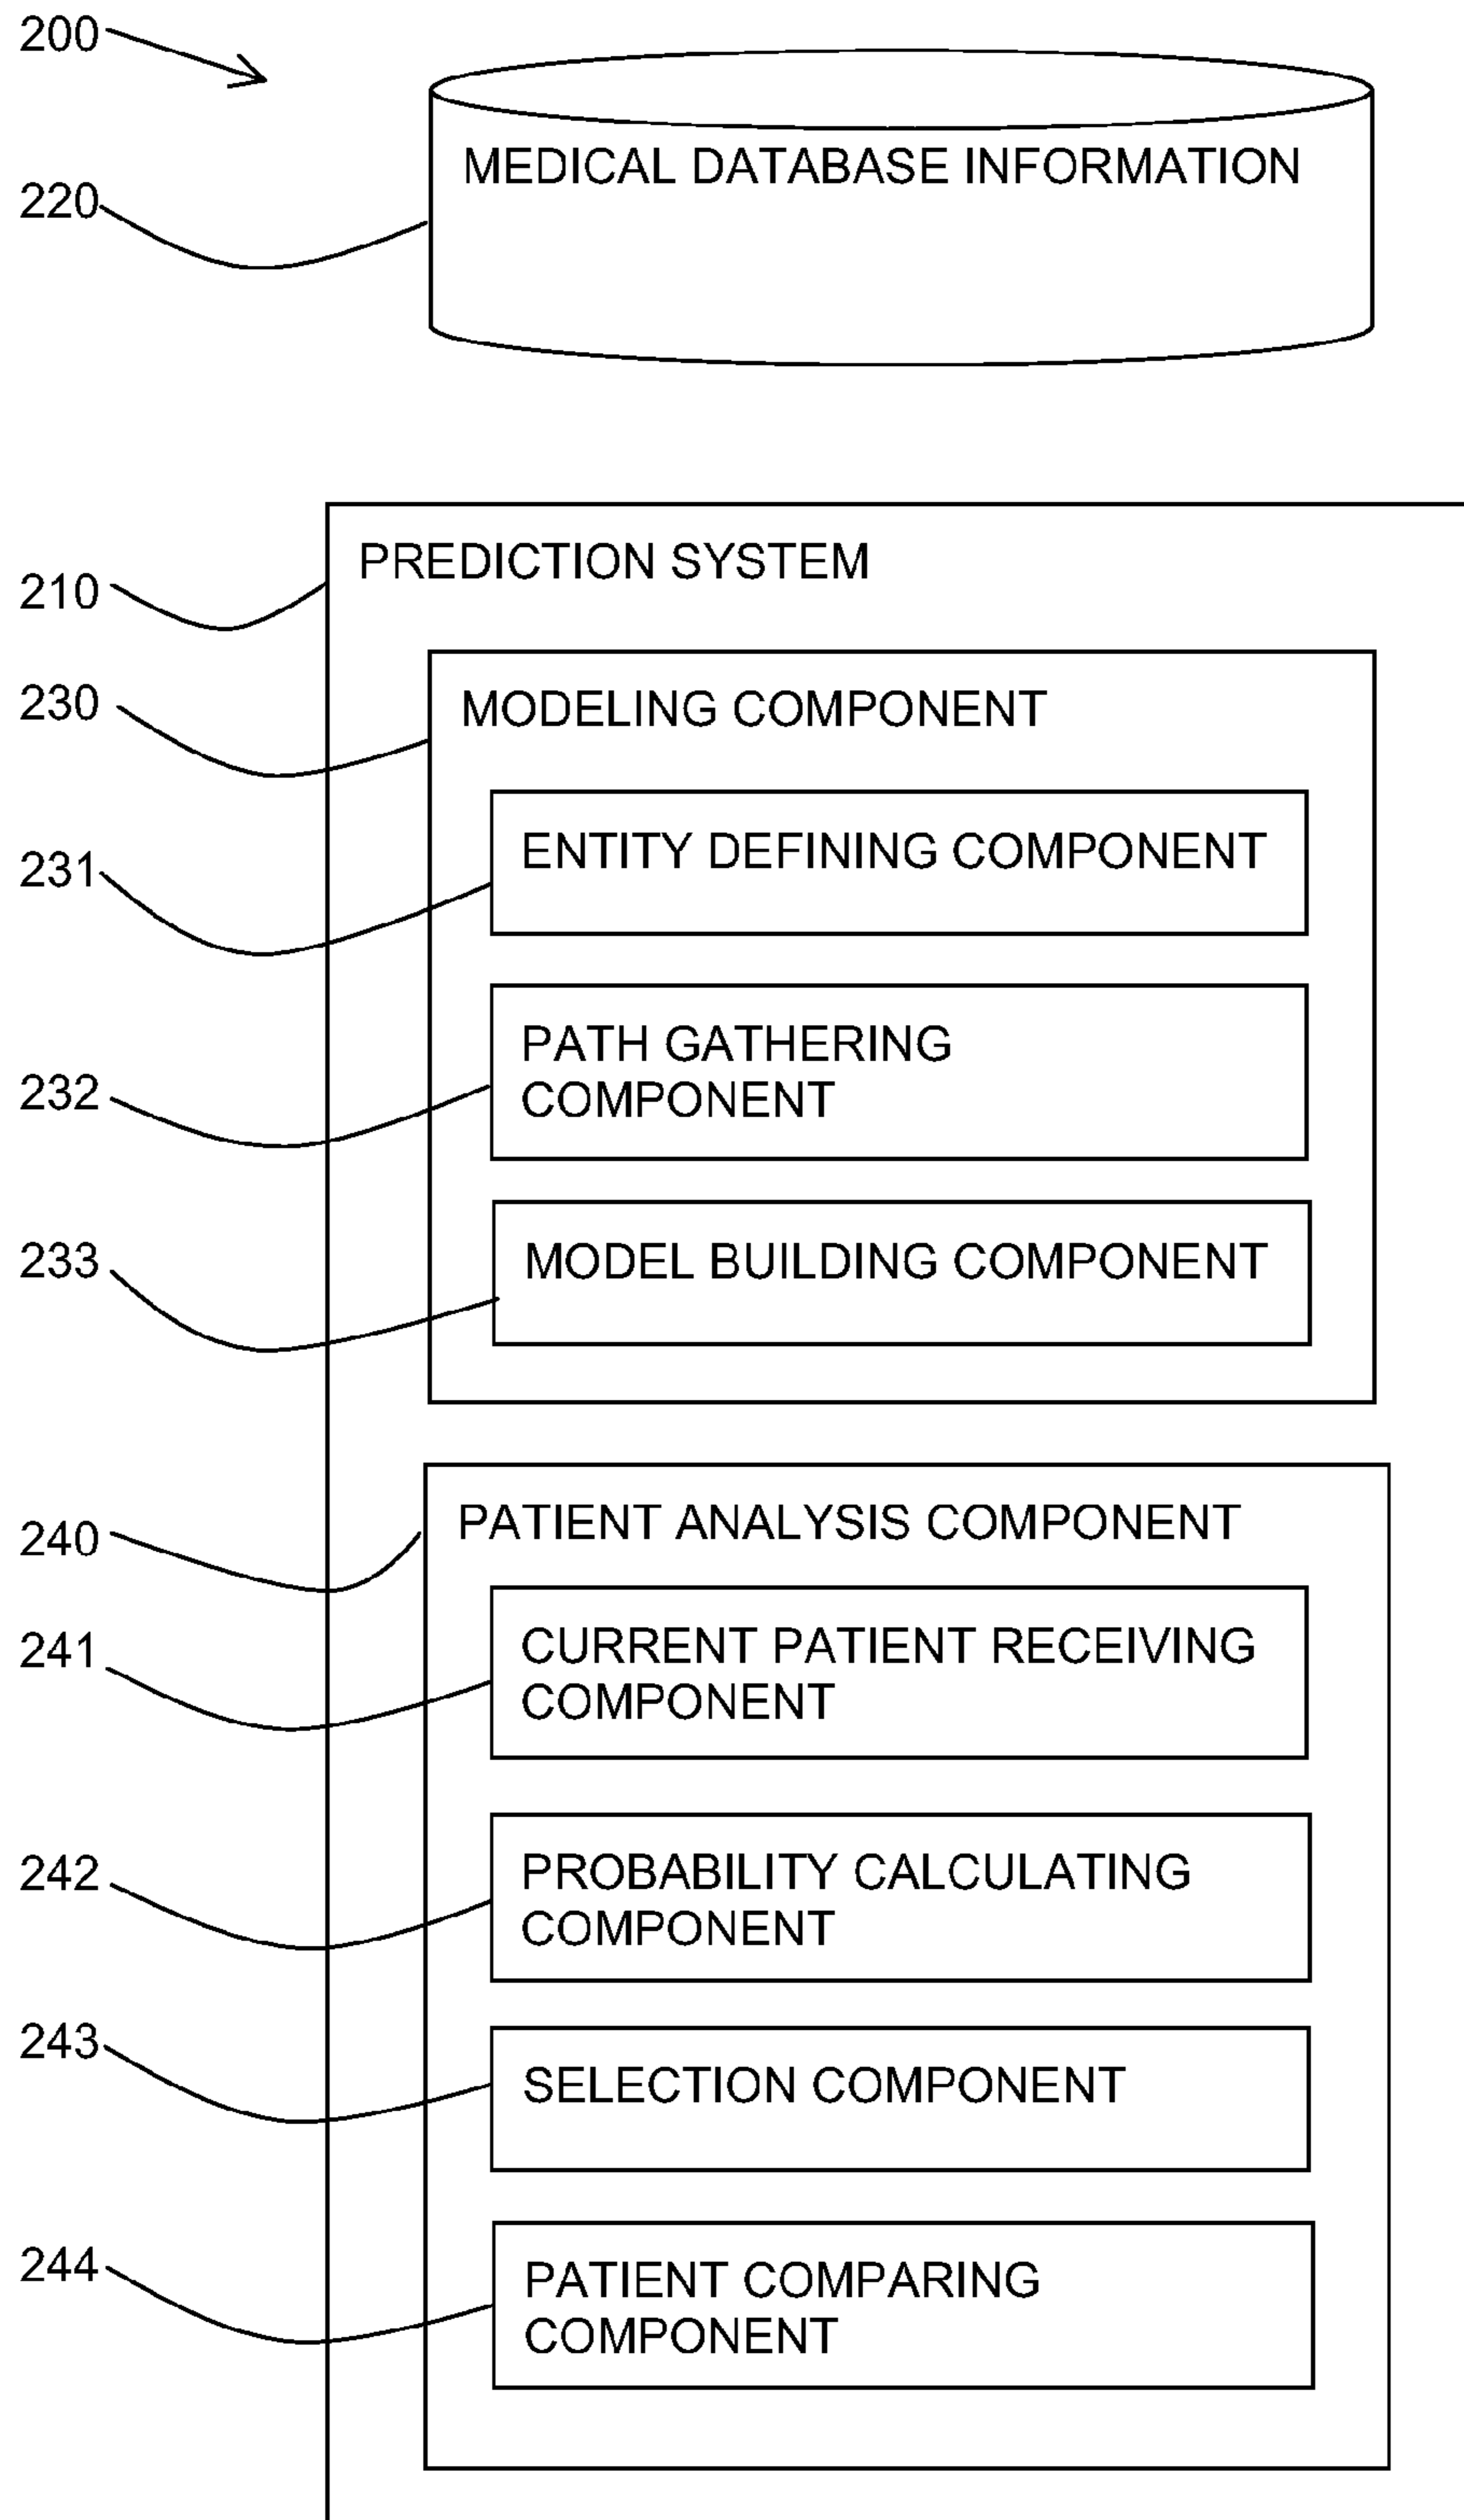 200
MEDICAL DATABASE INFORMATION
220
PREDICTION SYSTEM
210
230
MODELING COMPONENT
231
ENTITY DEFINING COMPONENT
232
PATH GATHERING
COMPONENT
233
MODEL BUILDING COMPONENT
240
PATIENT ANALYSIS COMPONENT
241
CURRENT PATIENT RECEIVING
COMPONENT
242
PROBABILITY CALCULATING
COMPONENT
243
SELECTION COMPONENT
244
PATIENT COMPARING
COMPONENT